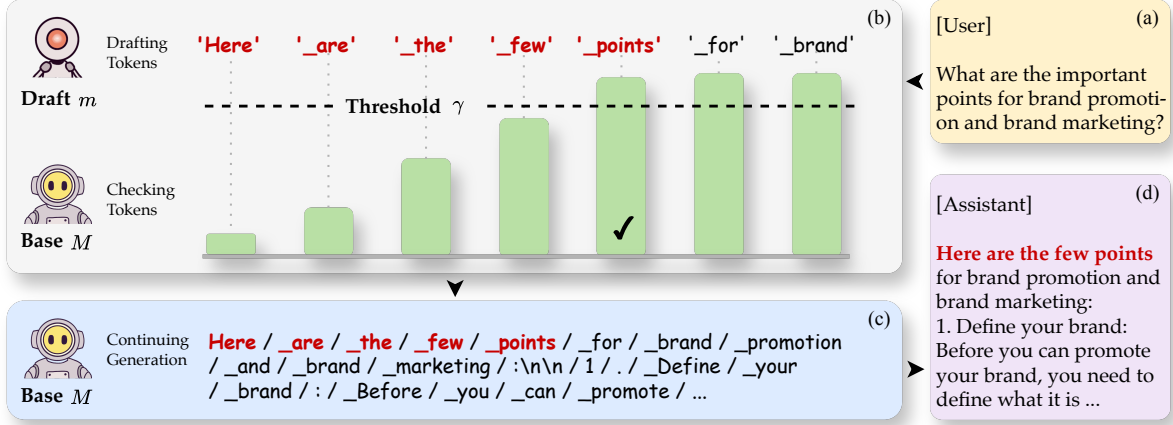 (b)
Drafting
Tokens
'Here' '_are' '_the' '_few' '_points' '_for' '_brand'
Draft m
Threshold γ
Checking
Tokens
Base M
✓
(a)
[User]
What are the important
points for brand promoti-
on and brand marketing?
(c)
Continuing
Generation
Base M
Here / _are / _the / _few / _points / _for / _brand / _promotion
/ _and / _brand / _marketing / :\n\n / 1 / . / _Define / _your
/ _brand / : / _Before / _you / _can / _promote / ...
(d)
[Assistant]
Here are the few points
for brand promotion and
brand marketing:
1. Define your brand:
Before you can promote
your brand, you need to
define what it is ...